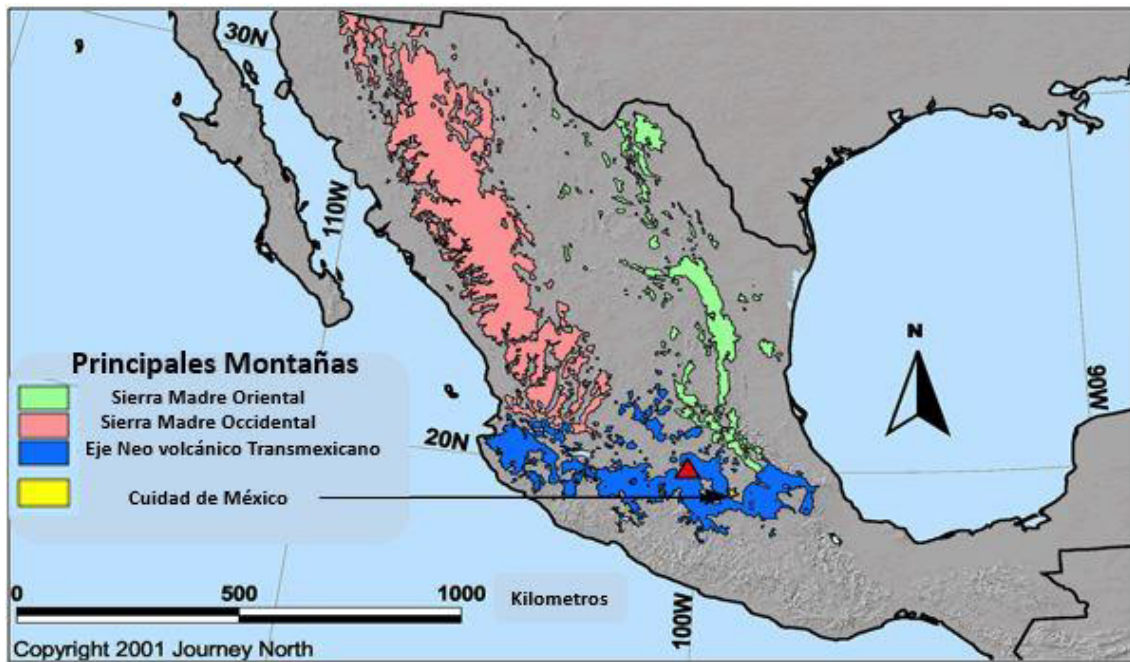 30N
110W
N
Principales Montañas
Sierra Madre Oriental
Sierra Madre Occidental
Eje Neo volcánico Transmexicano
Cuidad de México
20N
90W
0 500 1000 Kilometros
100W
Copyright 2001 Journey North